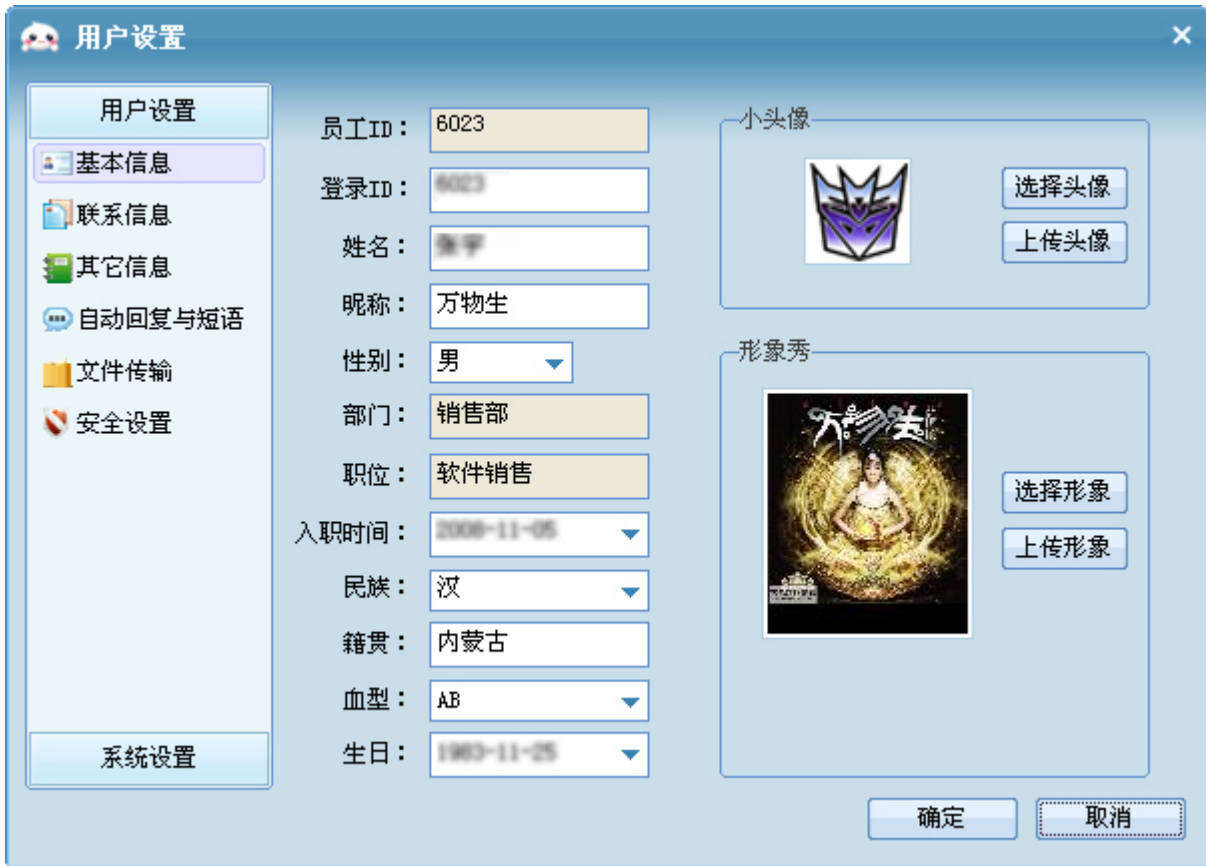 用户设置
用户设置
基本信息
联系信息
其它信息
自动回复与短语
文件传输
安全设置
系统设置
员工ID： 6023
登录ID：
姓名：
昵称： 万物生
性别： 男
部门： 销售部
职位： 软件销售
入职时间：
民族： 汉
籍贯： 内蒙古
血型： AB
生日：
小头像
选择头像
上传头像
形象秀
万物生
选择形象
上传形象
确定
取消